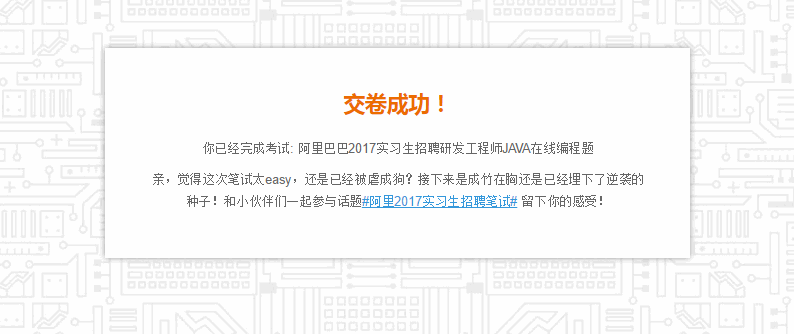 交卷成功！
你已经完成考试: 阿里巴巴2017实习生招聘研发工程师JAVA在线编程题
亲，觉得这次笔试太easy，还是已经被虐成狗？接下来是成竹在胸还是已经埋下了逆袭的
种子！和小伙伴们一起参与话题#阿里2017实习生招聘笔试# 留下你的感受！